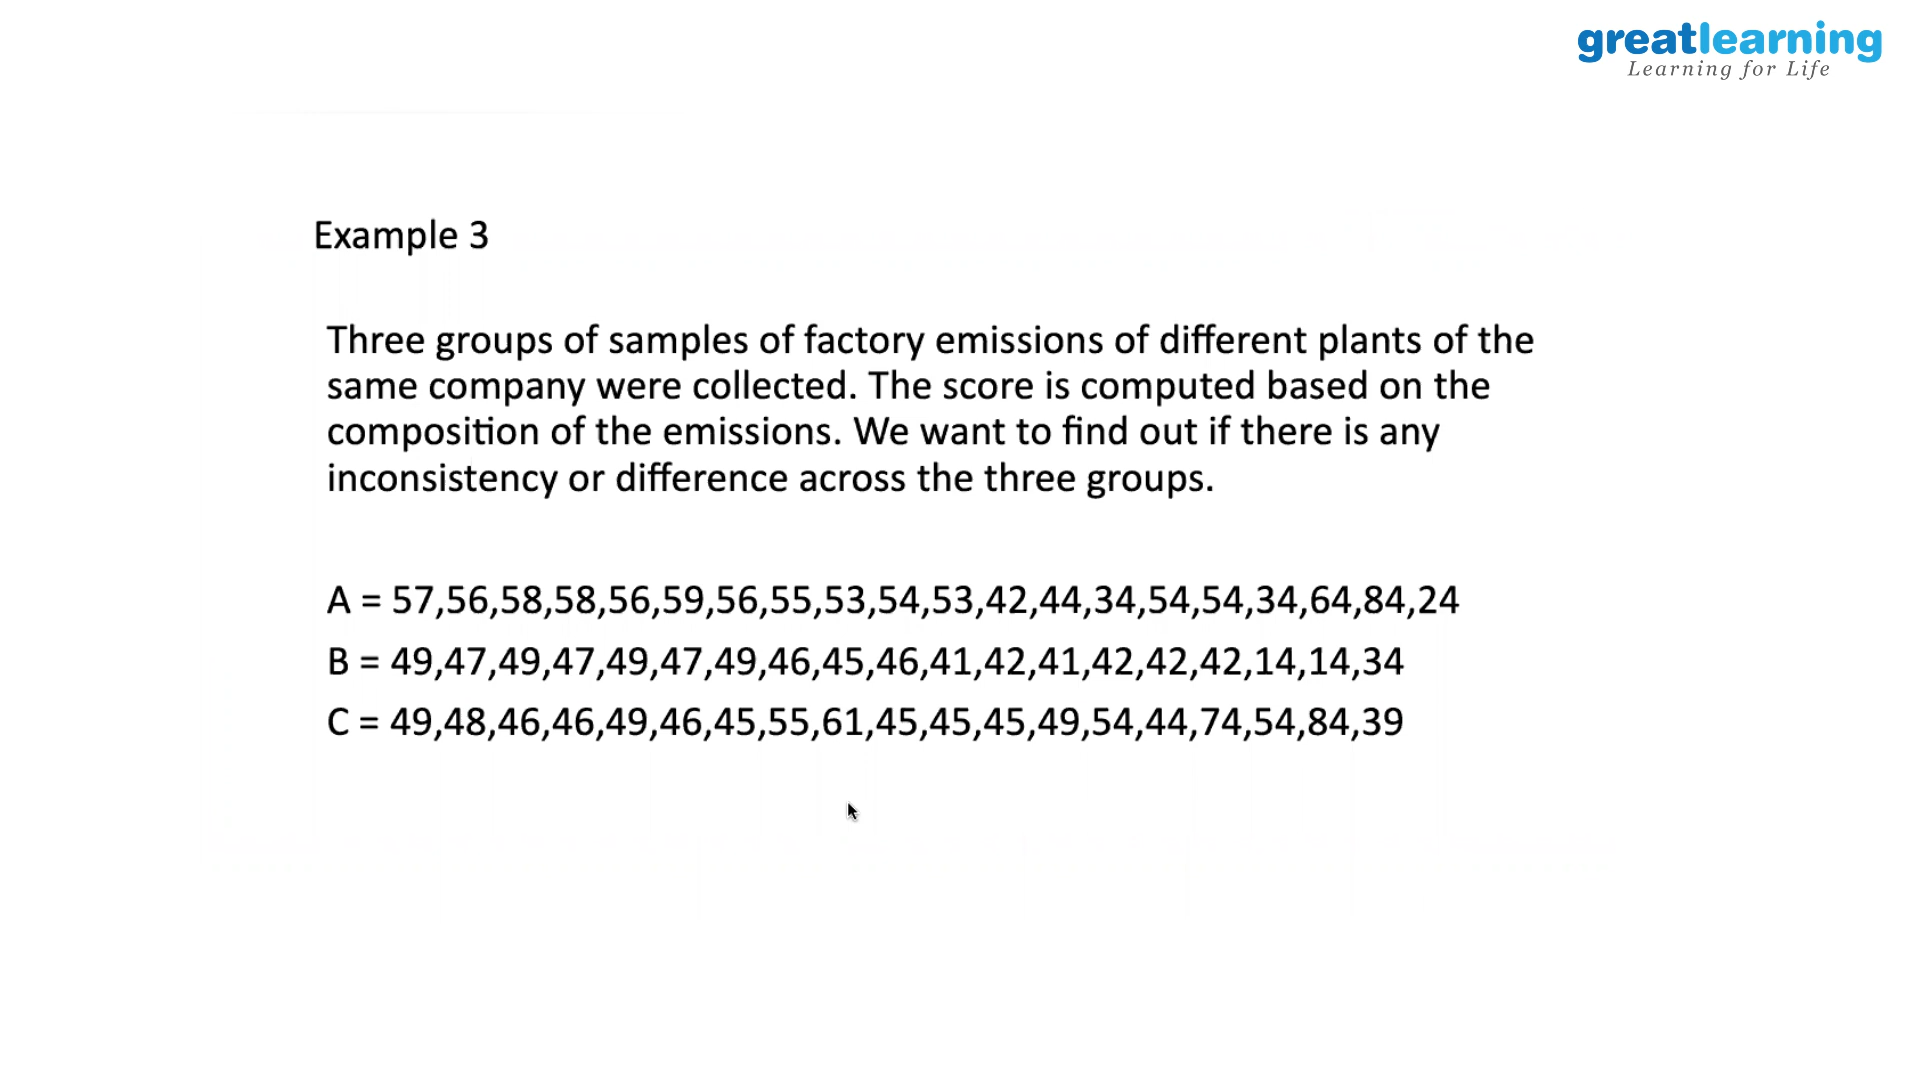 greatlearning
Learning for Life
Example 3
Three groups of samples of factory emissions of different plants of the
same company were collected. The score is computed based on the
composition of the emissions. We want to find out if there is any
inconsistency or difference across the three groups.
A = 57,56,58,58,56,59,56,55,53,54,53,42,44,34,54,54,34,64,84,24
B = 49,47,49,47,49,47,49,46,45,46,41,42,41,42,42,42,14,14,34
C = 49,48,46,46,49,46,45,55,61,45,45,45,49,54,44,74,54,84,39